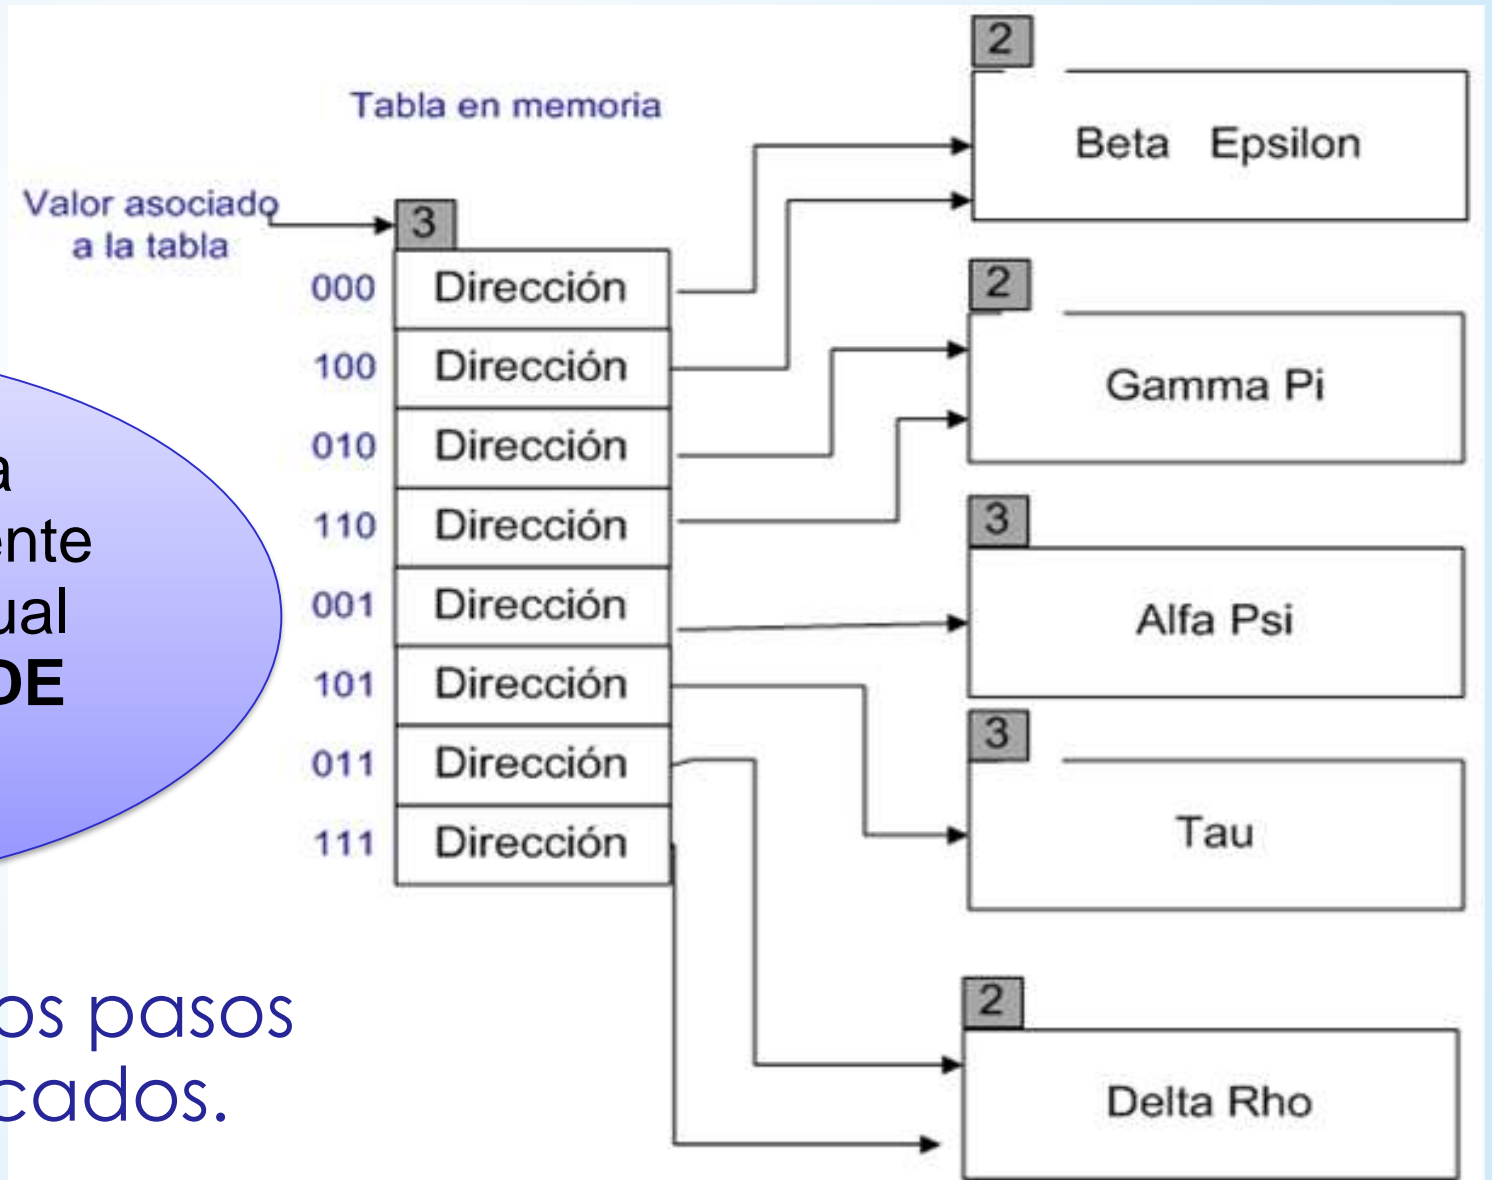 Tabla en memoria
Valor asociado
a la tabla
3
000 Dirección
100 Dirección
010 Dirección
110 Dirección
001 Dirección
101 Dirección
011 Dirección
111 Dirección
2
Beta Epsilon
2
Gamma Pi
3
Alfa Psi
3
Tau
2
Delta Rho
a
ente
ual
DE
os pasos
cados.